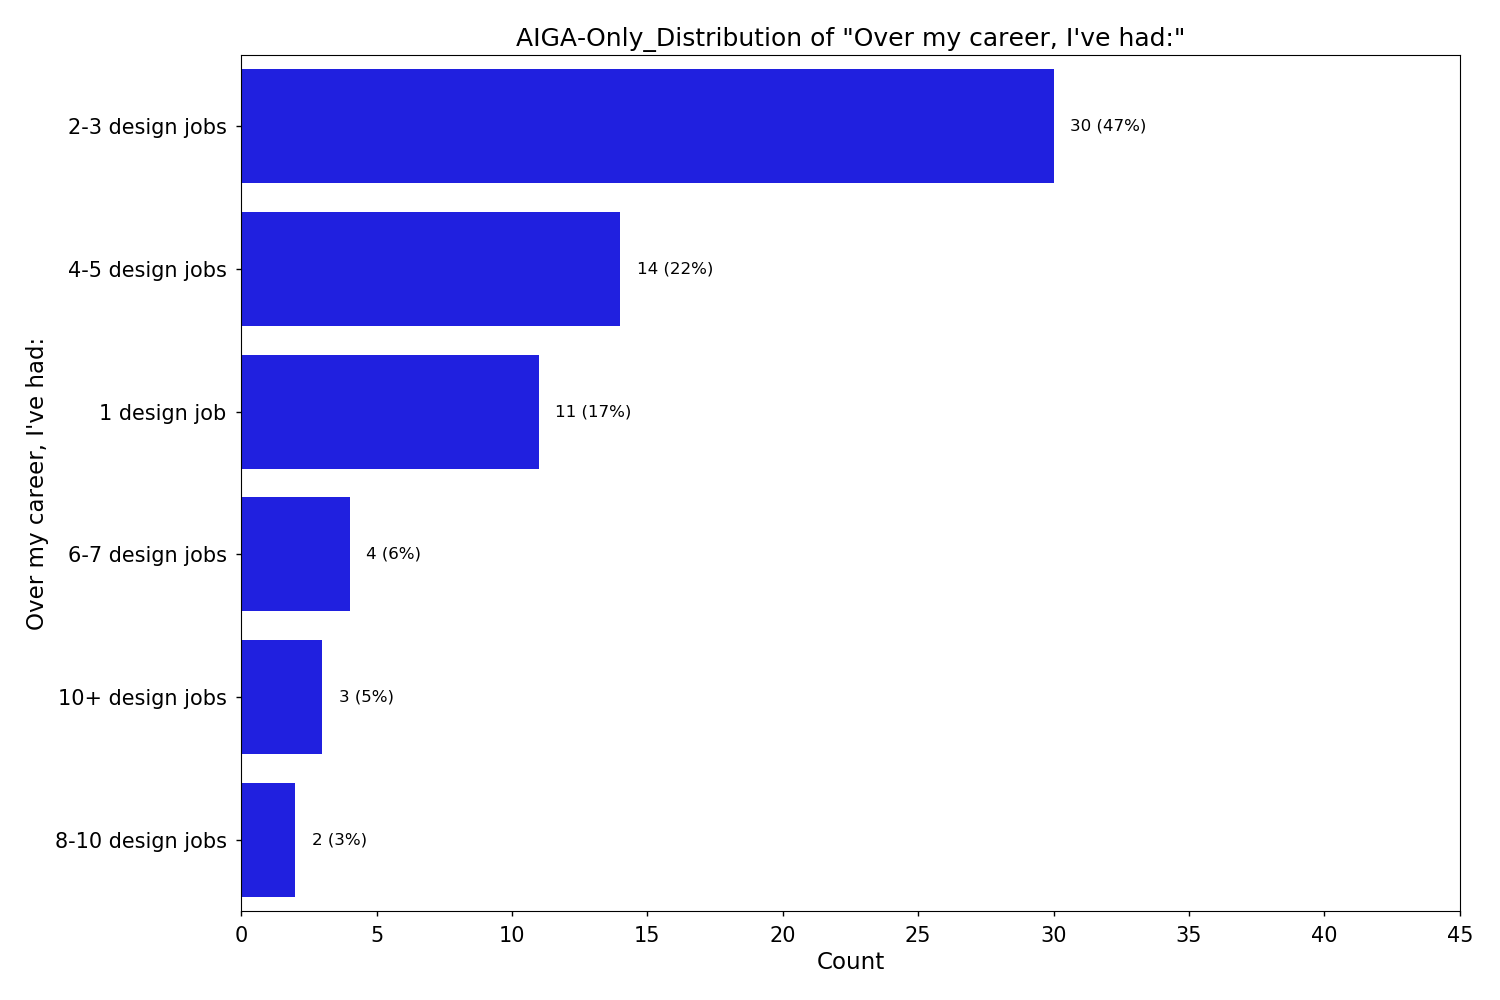 AIGA-Only_Distribution of "Over my career, I've had:"
Over my career, I've had:
2-3 design jobs
30 (47%)
4-5 design jobs
14 (22%)
1 design job
11 (17%)
6-7 design jobs
4 (6%)
10+ design jobs
3 (5%)
8-10 design jobs
2 (3%)
0 5 10 15 20 25 30 35 40 45
Count